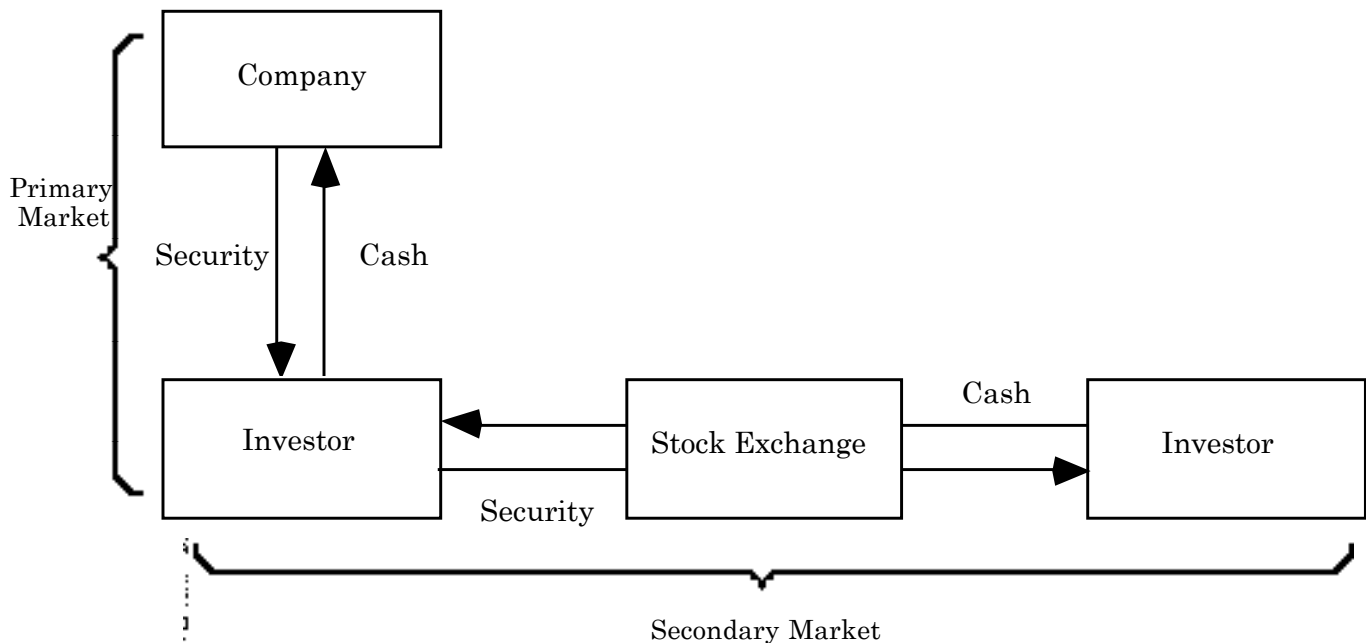 Company
Primary
Market
Security
Cash
Cash
Investor
Stock Exchange
Investor
Security
Secondary Market